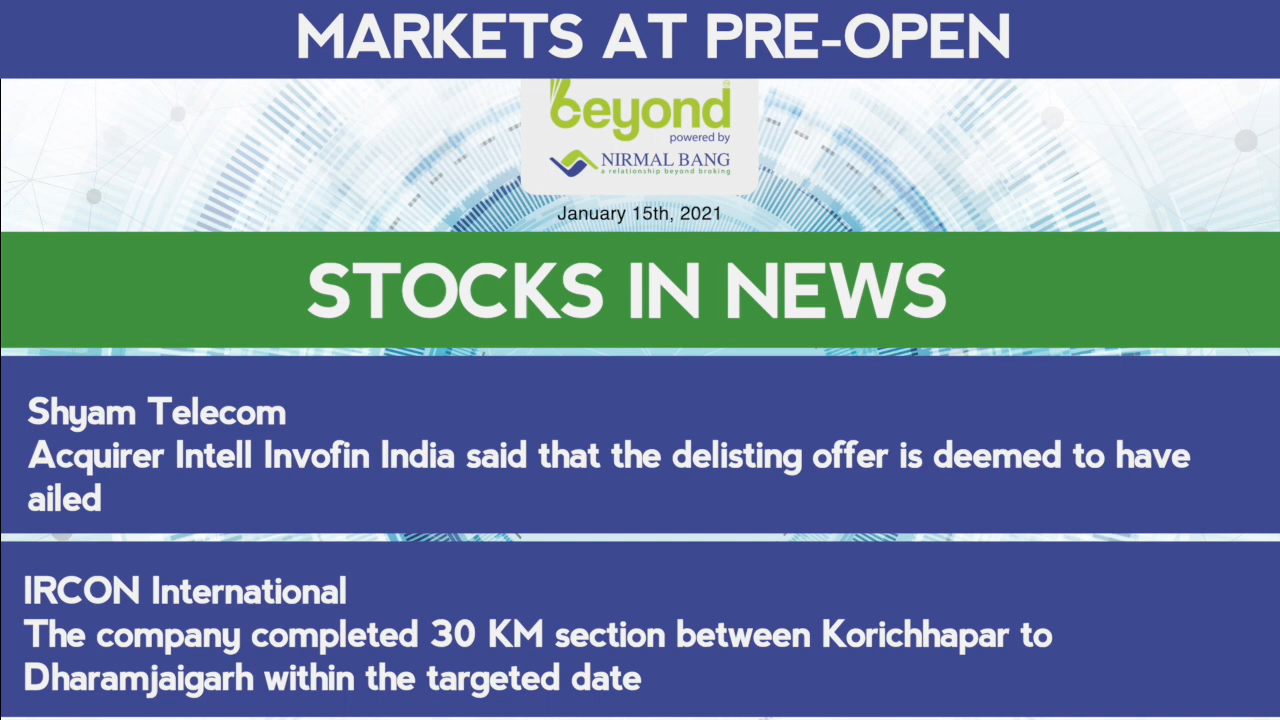 MARKETS AT PRE-OPEN
beyond
powered by
NIRMAL BANG
a relationship beyond broking
January 15th, 2021
STOCKS IN NEWS
Shyam Telecom
Acquirer Intell Invofin India said that the delisting offer is deemed to have
ailed
IRCON International
The company completed 30 KM section between Korichhapar to
Dharamjaigarh within the targeted date